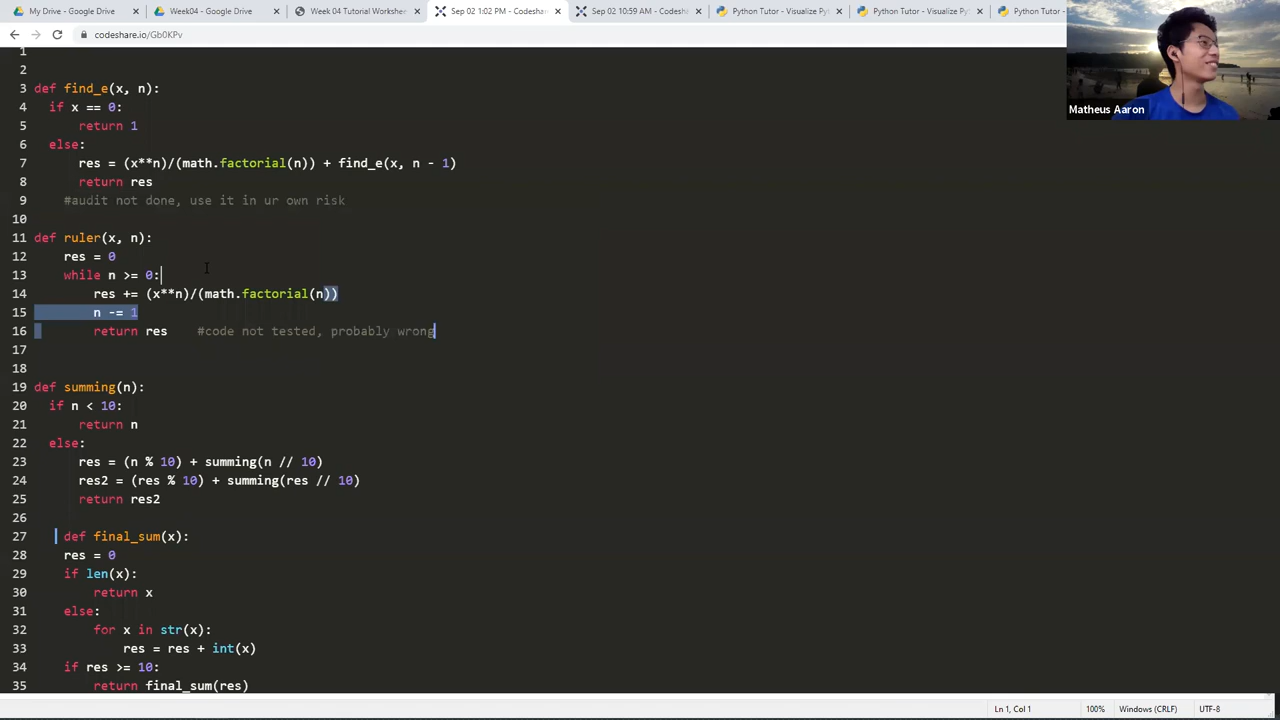 My Drive - Google Drive
Week04 - Google Drive
Week 04 Tutorial Workshee
Sep 02 1:02 PM - Codeshare
Sep 02 10:59 AM - Codesh
Python Tutor - Visualize Py
Python Tutor - Visualize Py
Python Tutor
codeshare.io/Gb0KPv
Matheus Aaron
1
2
3 def find_e(x, n):
4 if x == 0:
5 return 1
6 else:
7 res = (x**n)/(math.factorial(n)) + find_e(x, n - 1)
8 return res
9 #audit not done, use it in ur own risk
10
11 def ruler(x, n):
12 res = 0
13 while n >= 0:
14 res += (x**n)/(math.factorial(n))
15 n -= 1
16 return res #code not tested, probably wrong
17
18
19 def summing(n):
20 if n < 10:
21 return n
22 else:
23 res = (n % 10) + summing(n // 10)
24 res2 = (res % 10) + summing(res // 10)
25 return res2
26
27 def final_sum(x):
28 res = 0
29 if len(x):
30 return x
31 else:
32 for x in str(x):
33 res = res + int(x)
34 if res >= 10:
35 return final_sum(res)
Ln 1, Col 1
100%
Windows (CRLF)
UTF-8